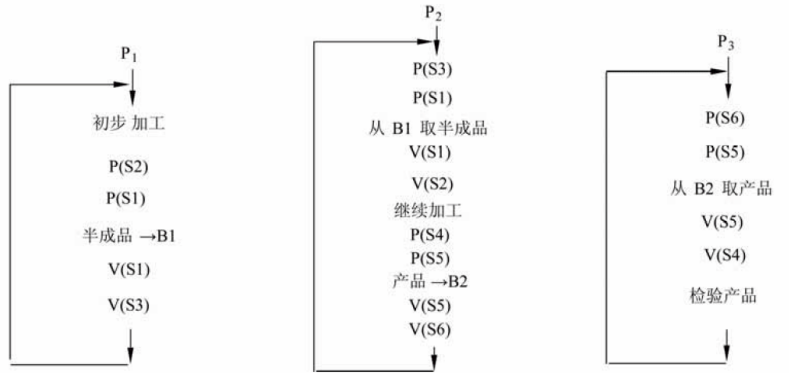 P1
初步 加工
P(S2)
P(S1)
半成品 →B1
V(S1)
V(S3)
P2
P(S3)
P(S1)
从 B1 取半成品
V(S1)
V(S2)
继续加工
P(S4)
P(S5)
产品 →B2
V(S5)
V(S6)
P3
P(S6)
P(S5)
从 B2 取产品
V(S5)
V(S4)
检验产品